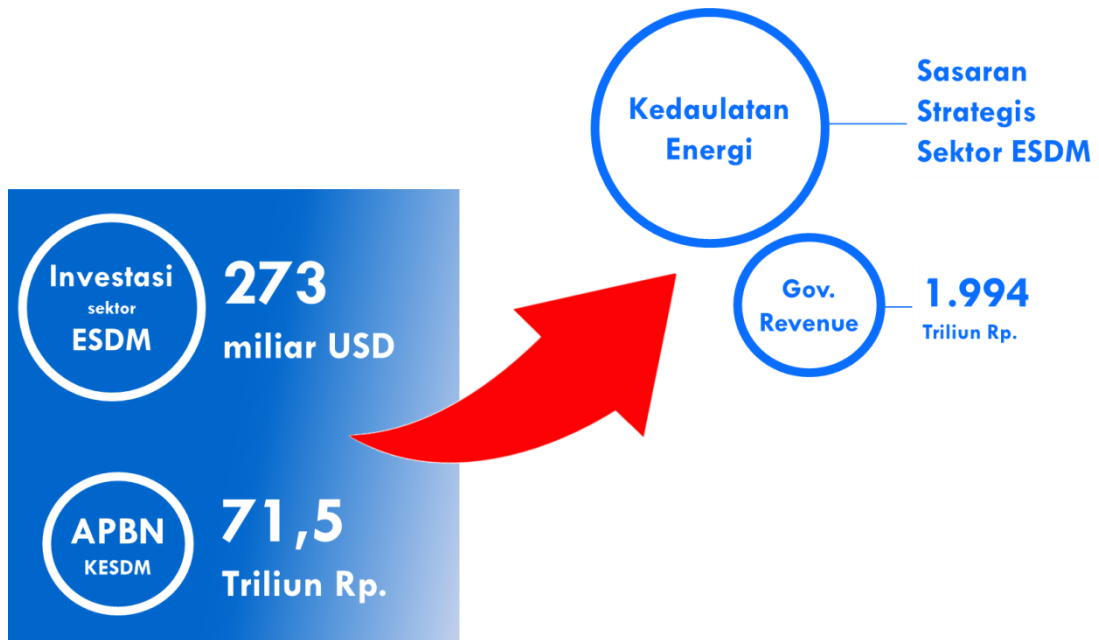 Kedaulatan
Energi
Sasaran
Strategis
Sektor ESDM
Investasi
sektor
ESDM
273
miliar USD
Gov.
Revenue
1.994
Triliun Rp.
APBN
KESDM
71,5
Triliun Rp.